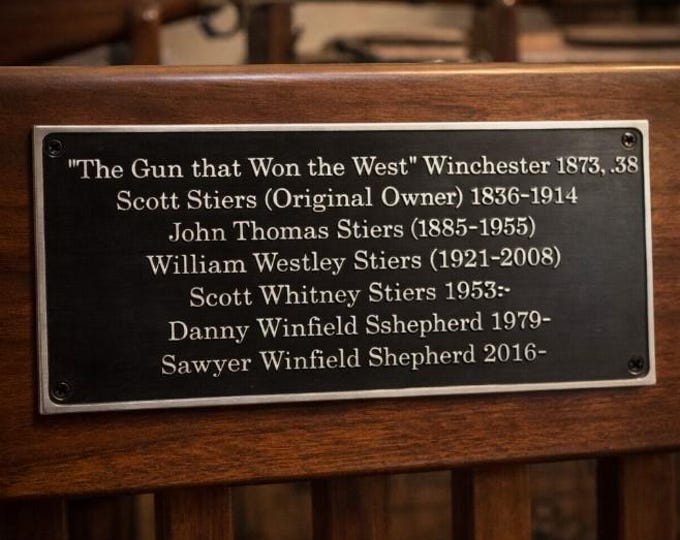 "The Gun that Won the West" Winchester 1873, .38
Scott Stiers (Original Owner) 1836-1914
John Thomas Stiers (1885-1955)
William Westley Stiers (1921-2008)
Scott Whitney Stiers 1953:-
Danny Winfield Sshepherd 1979-
Sawyer Winfield Shepherd 2016-